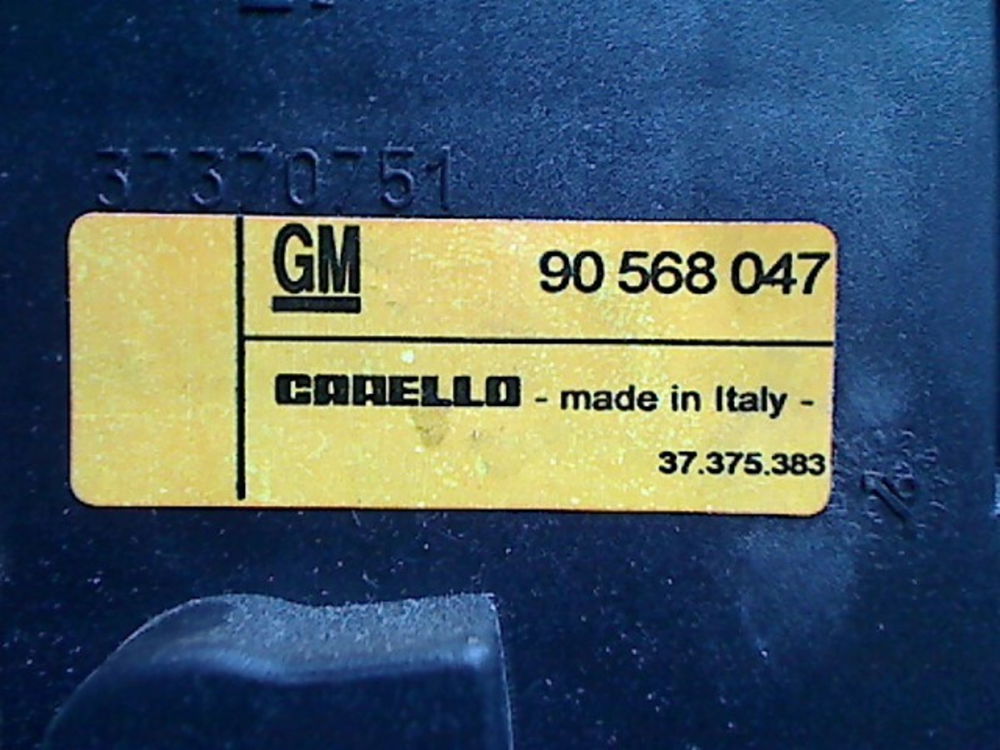 37370751
GM 90 568 047
CARELLO - made in Italy -
37.375.383